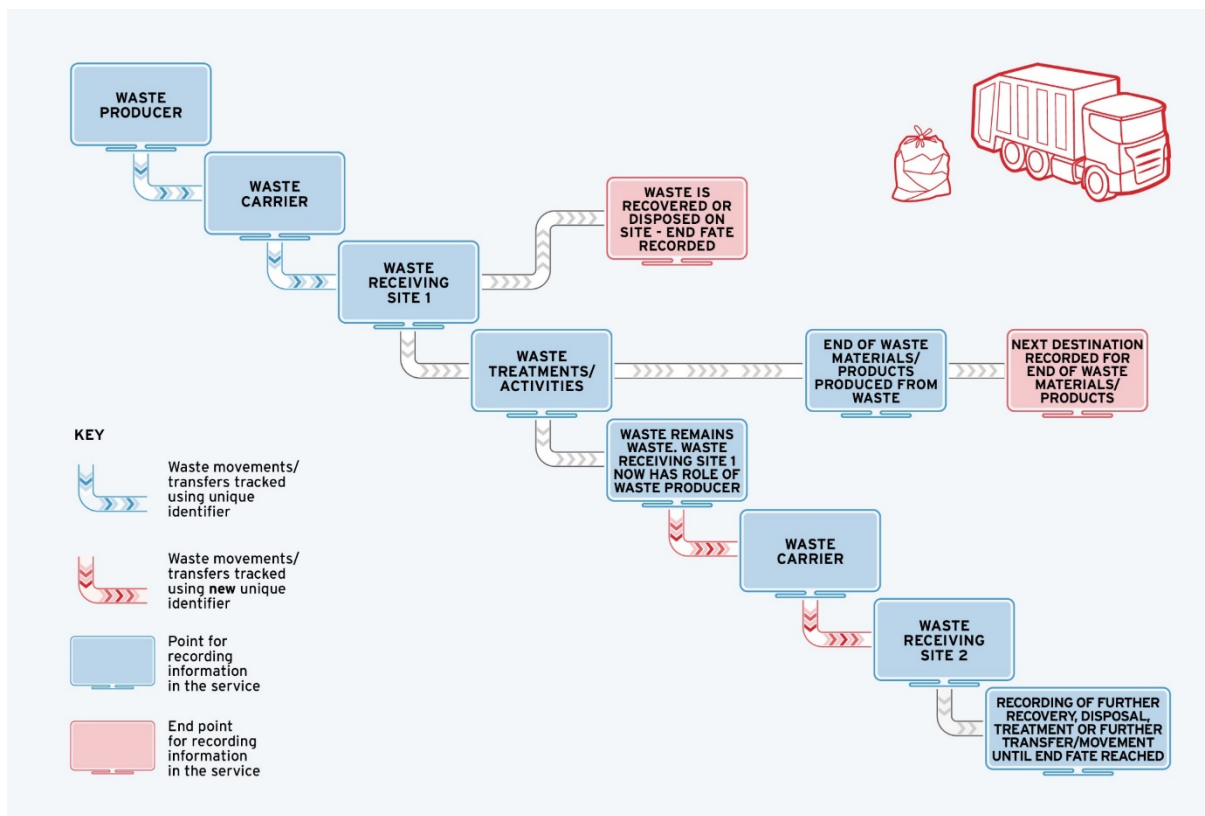 WASTE
PRODUCER
WASTE
CARRIER
WASTE
RECEIVING
SITE 1
WASTE IS
RECOVERED OR
DISPOSED ON
SITE - END FATE
RECORDED
WASTE
TREATMENTS/
ACTIVITIES
END OF WASTE
MATERIALS/
PRODUCTS
PRODUCED FROM
WASTE
NEXT DESTINATION
RECORDED FOR
END OF WASTE
MATERIALS/
PRODUCTS
WASTE REMAINS
WASTE. WASTE
RECEIVING SITE 1
NOW HAS ROLE OF
WASTE PRODUCER
WASTE
CARRIER
WASTE
RECEIVING
SITE 2
RECORDING OF FURTHER
RECOVERY, DISPOSAL,
TREATMENT OR FURTHER
TRANSFER/MOVEMENT
UNTIL END FATE REACHED
KEY
Waste movements/
transfers tracked
using unique
identifier
Waste movements/
transfers tracked
using new unique
identifier
Point for
recording
information
in the service
End point
for recording
information
in the service